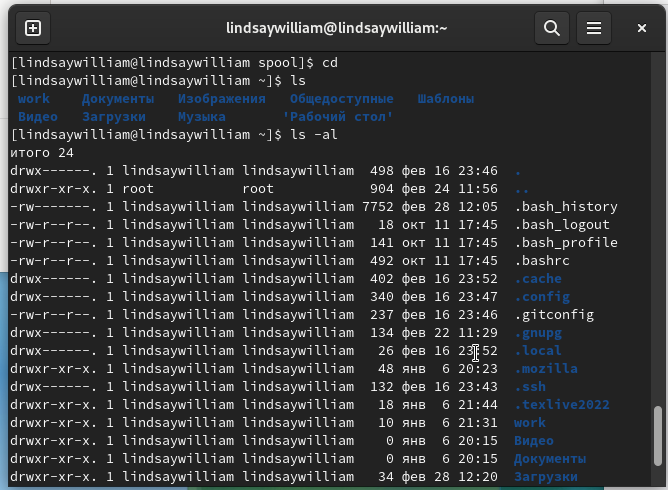 lindsaywilliam@lindsaywilliam:~
[lindsaywilliam@lindsaywilliam spool]$ cd
[lindsaywilliam@lindsaywilliam ~]$ ls
work Документы Изображения Общедоступные Шаблоны
Видео Загрузки Музыка 'Рабочий стол'
[lindsaywilliam@lindsaywilliam ~]$ ls -al
итого 24
drwx------. 1 lindsaywilliam lindsaywilliam 498 фев 16 23:46 .
drwxr-xr-x. 1 root root 904 фев 24 11:56 ..
-rw-------. 1 lindsaywilliam lindsaywilliam 7752 фев 28 12:05 .bash_history
-rw-r--r--. 1 lindsaywilliam lindsaywilliam 18 окт 11 17:45 .bash_logout
-rw-r--r--. 1 lindsaywilliam lindsaywilliam 141 окт 11 17:45 .bash_profile
-rw-r--r--. 1 lindsaywilliam lindsaywilliam 492 окт 11 17:45 .bashrc
drwx------. 1 lindsaywilliam lindsaywilliam 402 фев 16 23:52 .cache
drwx------. 1 lindsaywilliam lindsaywilliam 340 фев 16 23:47 .config
-rw-r--r--. 1 lindsaywilliam lindsaywilliam 237 фев 16 23:46 .gitconfig
drwx------. 1 lindsaywilliam lindsaywilliam 134 фев 22 11:29 .gnupg
drwx------. 1 lindsaywilliam lindsaywilliam 26 фев 16 23:52 .local
drwxr-xr-x. 1 lindsaywilliam lindsaywilliam 48 янв 6 20:23 .mozilla
drwx------. 1 lindsaywilliam lindsaywilliam 132 фев 16 23:43 .ssh
drwxr-xr-x. 1 lindsaywilliam lindsaywilliam 18 янв 6 21:44 .texlive2022
drwxr-xr-x. 1 lindsaywilliam lindsaywilliam 10 янв 6 21:31 work
drwxr-xr-x. 1 lindsaywilliam lindsaywilliam 0 янв 6 20:15 Видео
drwxr-xr-x. 1 lindsaywilliam lindsaywilliam 0 янв 6 20:15 Документы
drwxr-xr-x. 1 lindsaywilliam lindsaywilliam 34 фев 28 12:20 Загрузки